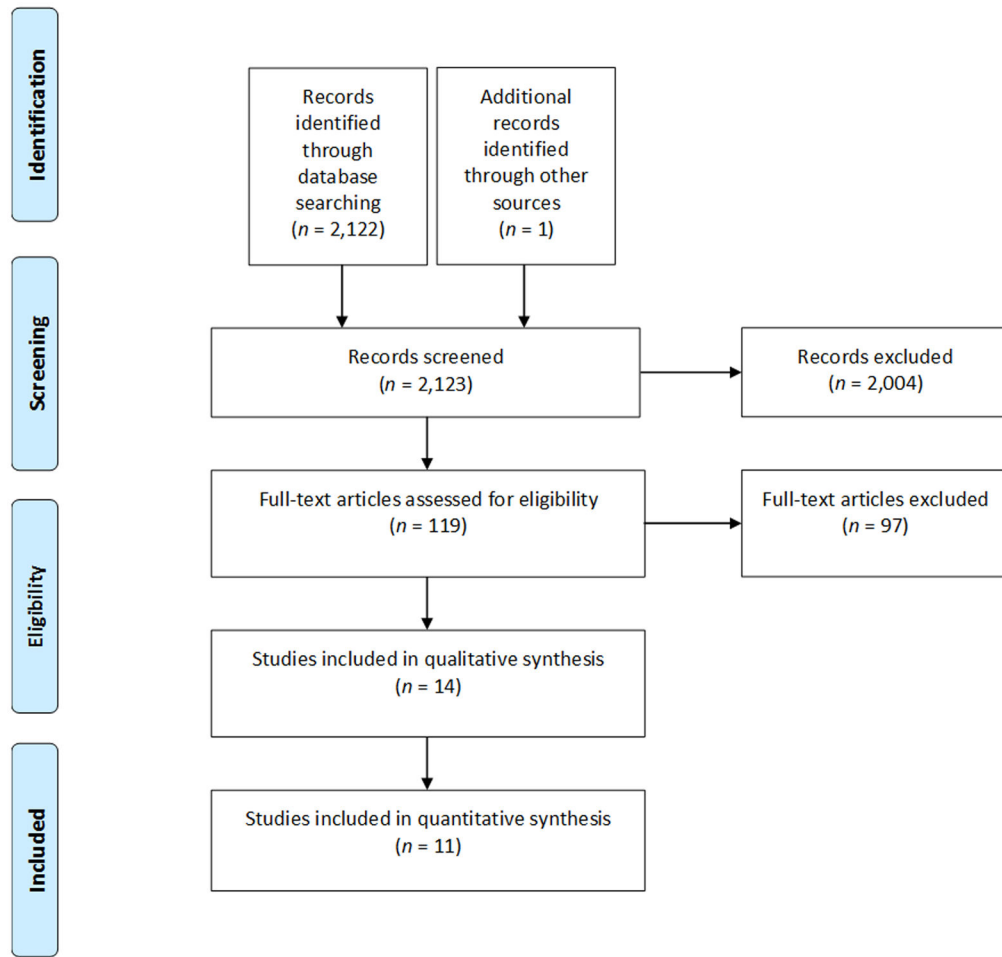 Identification
Records
identified
through
database
searching
(n = 2,122)
Additional
records
identified
through other
sources
(n = 1)
Screening
Records screened
(n = 2,123)
Records excluded
(n = 2,004)
Eligibility
Full-text articles assessed for eligibility
(n = 119)
Full-text articles excluded
(n = 97)
Studies included in qualitative synthesis
(n = 14)
Included
Studies included in quantitative synthesis
(n = 11)